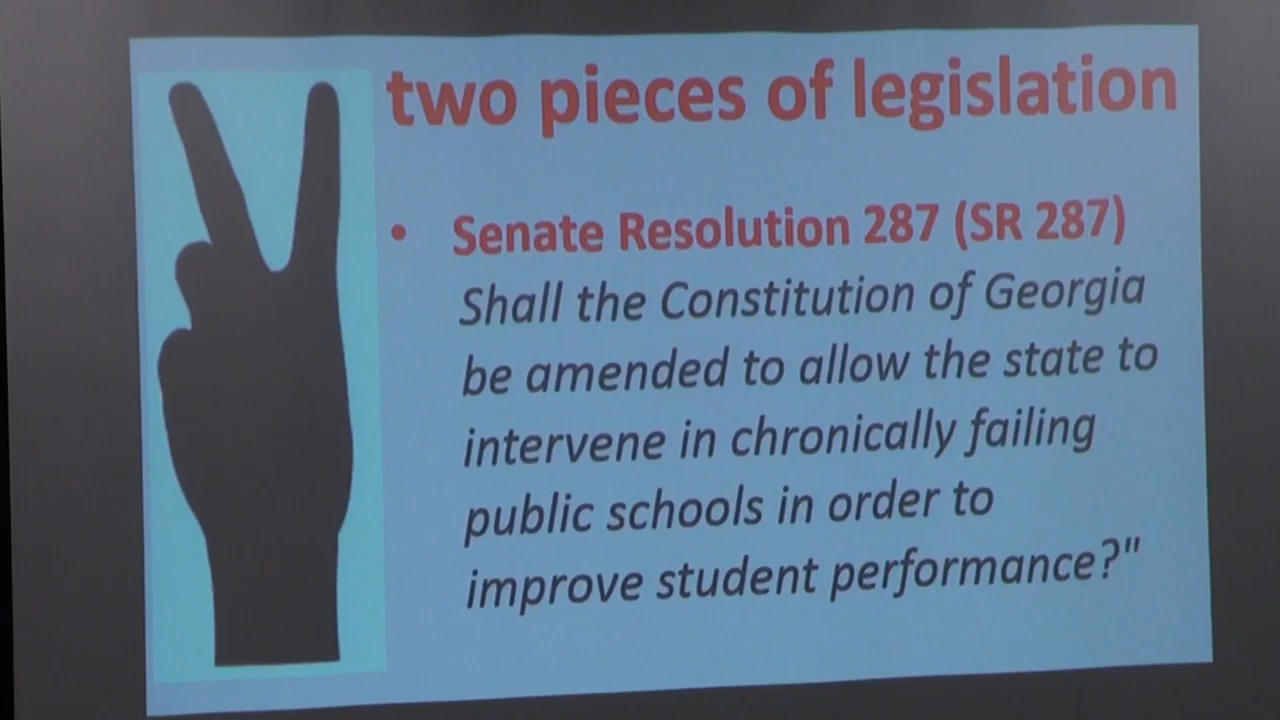 two pieces of legislation
• Senate Resolution 287 (SR 287)
Shall the Constitution of Georgia
be amended to allow the state to
intervene in chronically failing
public schools in order to
improve student performance?"